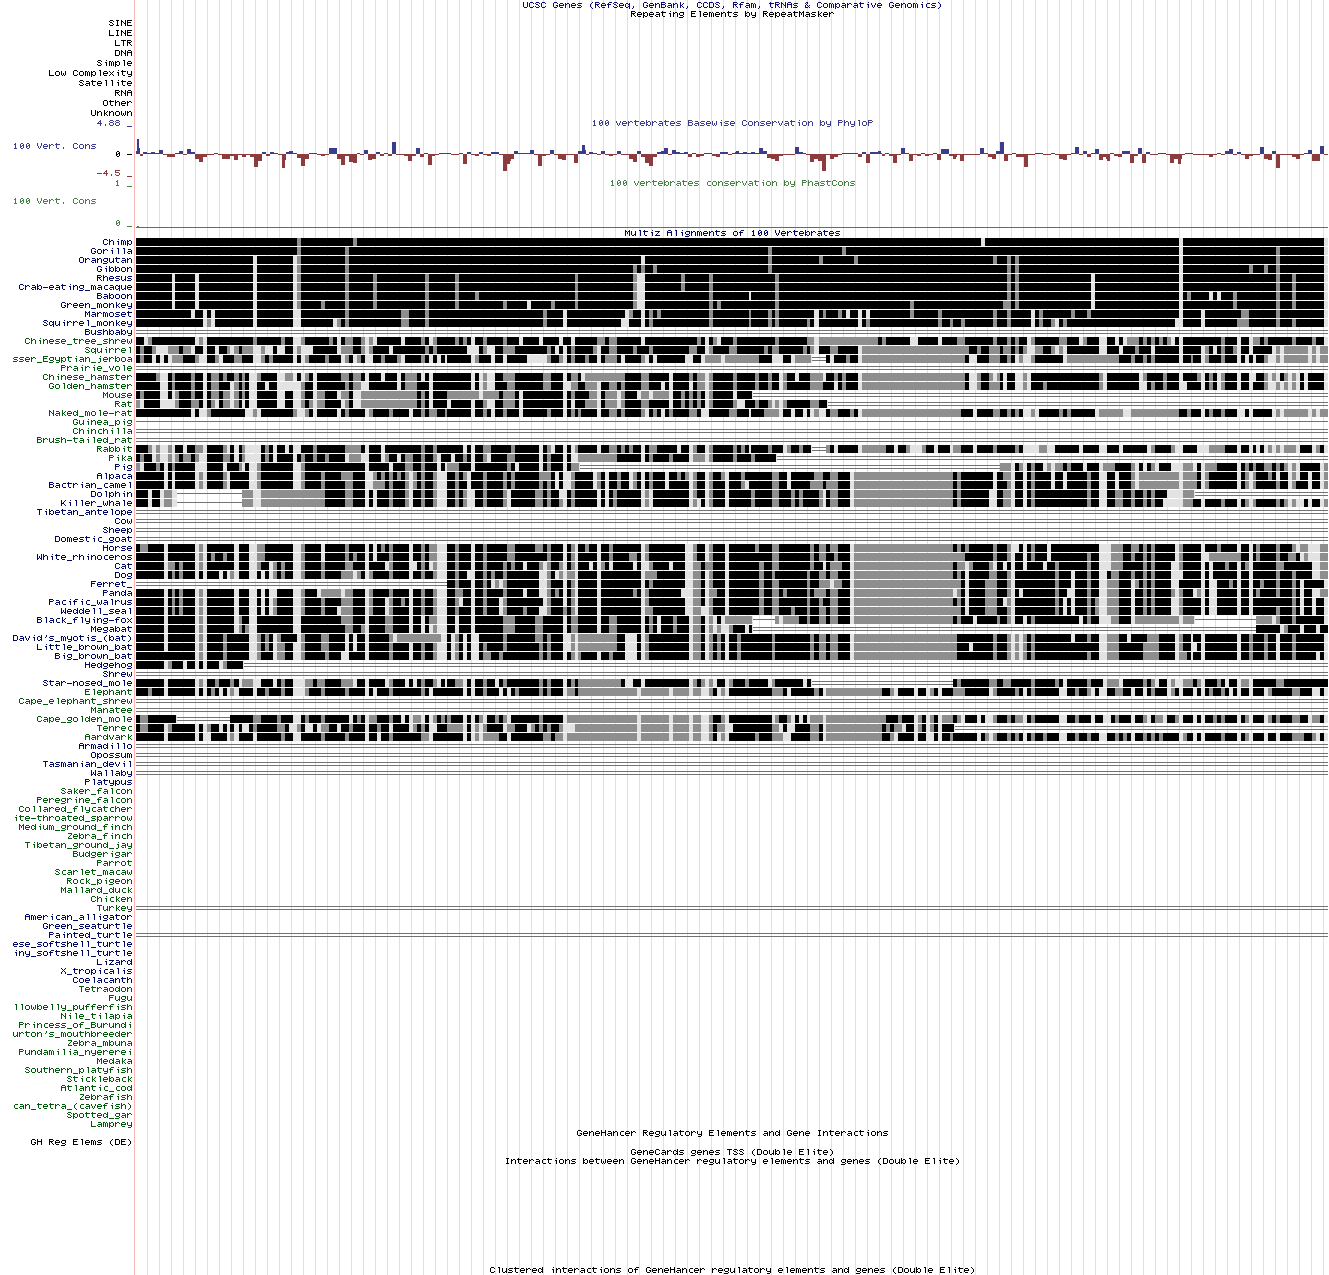 UCSC Genes (RefSeq, GenBank, CCDS, Rfam, tRNAs & Comparative Genomics)
Repeating Elements by RepeatMasker
SINE
LINE
LTR
DNA
Simple
Low Complexity
Satellite
RNA
Other
Unknown
4.88 _
100 vertebrates Basewise Conservation by PhyloP
100 Vert. Cons
0 _
-4.5 _
100 vertebrates conservation by PhastCons
1 _
100 Vert. Cons
0 _
Multiz Alignments of 100 Vertebrates
Chimp
Gorilla
Orangutan
Gibbon
Rhesus
Crab-eating_macaque
Baboon
Green_monkey
Marmoset
Squirrel_monkey
Bushbaby
Chinese_tree_shrew
Squirrel
sser_Egyptian_jerboa
Prairie_vole
Chinese_hamster
Golden_hamster
Mouse
Rat
Naked_mole-rat
Guinea_pig
Chinchilla
Brush-tailed_rat
Rabbit
Pika
Pig
Alpaca
Bactrian_camel
Dolphin
Killer_whale
Tibetan_antelope
Cow
Sheep
Domestic_goat
Horse
White_rhinoceros
Cat
Dog
Ferret_
Panda
Pacific_walrus
Weddell_seal
Black_flying-fox
Megabat
David's_myotis_(bat)
Little_brown_bat
Big_brown_bat
Hedgehog
Shrew
Star-nosed_mole
Elephant
Cape_elephant_shrew
Manatee
Cape_golden_mole
Tenrec
Aardvark
Armadillo
Opossum
Tasmanian_devil
Wallaby
Platypus
Saker_falcon
Peregrine_falcon
Collared_flycatcher
ite-throated_sparrow
Medium_ground_finch
Zebra_finch
Tibetan_ground_jay
Budgerigar
Parrot
Scarlet_macaw
Rock_pigeon
Mallard_duck
Chicken
Turkey
American_alligator
Green_seaturtle
Painted_turtle
ese_softshell_turtle
iny_softshell_turtle
Lizard
X_tropicalis
Coelacanth
Tetraodon
Fugu
llowbelly_pufferfish
Nile_tilapia
Princess_of_Burundi
urton's_mouthbreeder
Zebra_mbuna
Pundamilia_nyererei
Medaka
Southern_platyfish
Stickleback
Atlantic_cod
Zebrafish
can_tetra_(cavefish)
Spotted_gar
Lamprey
GeneHancer Regulatory Elements and Gene Interactions
GH Reg Elems (DE)
GeneCards genes TSS (Double Elite)
Interactions between GeneHancer regulatory elements and genes (Double Elite)
Clustered interactions of GeneHancer regulatory elements and genes (Double Elite)